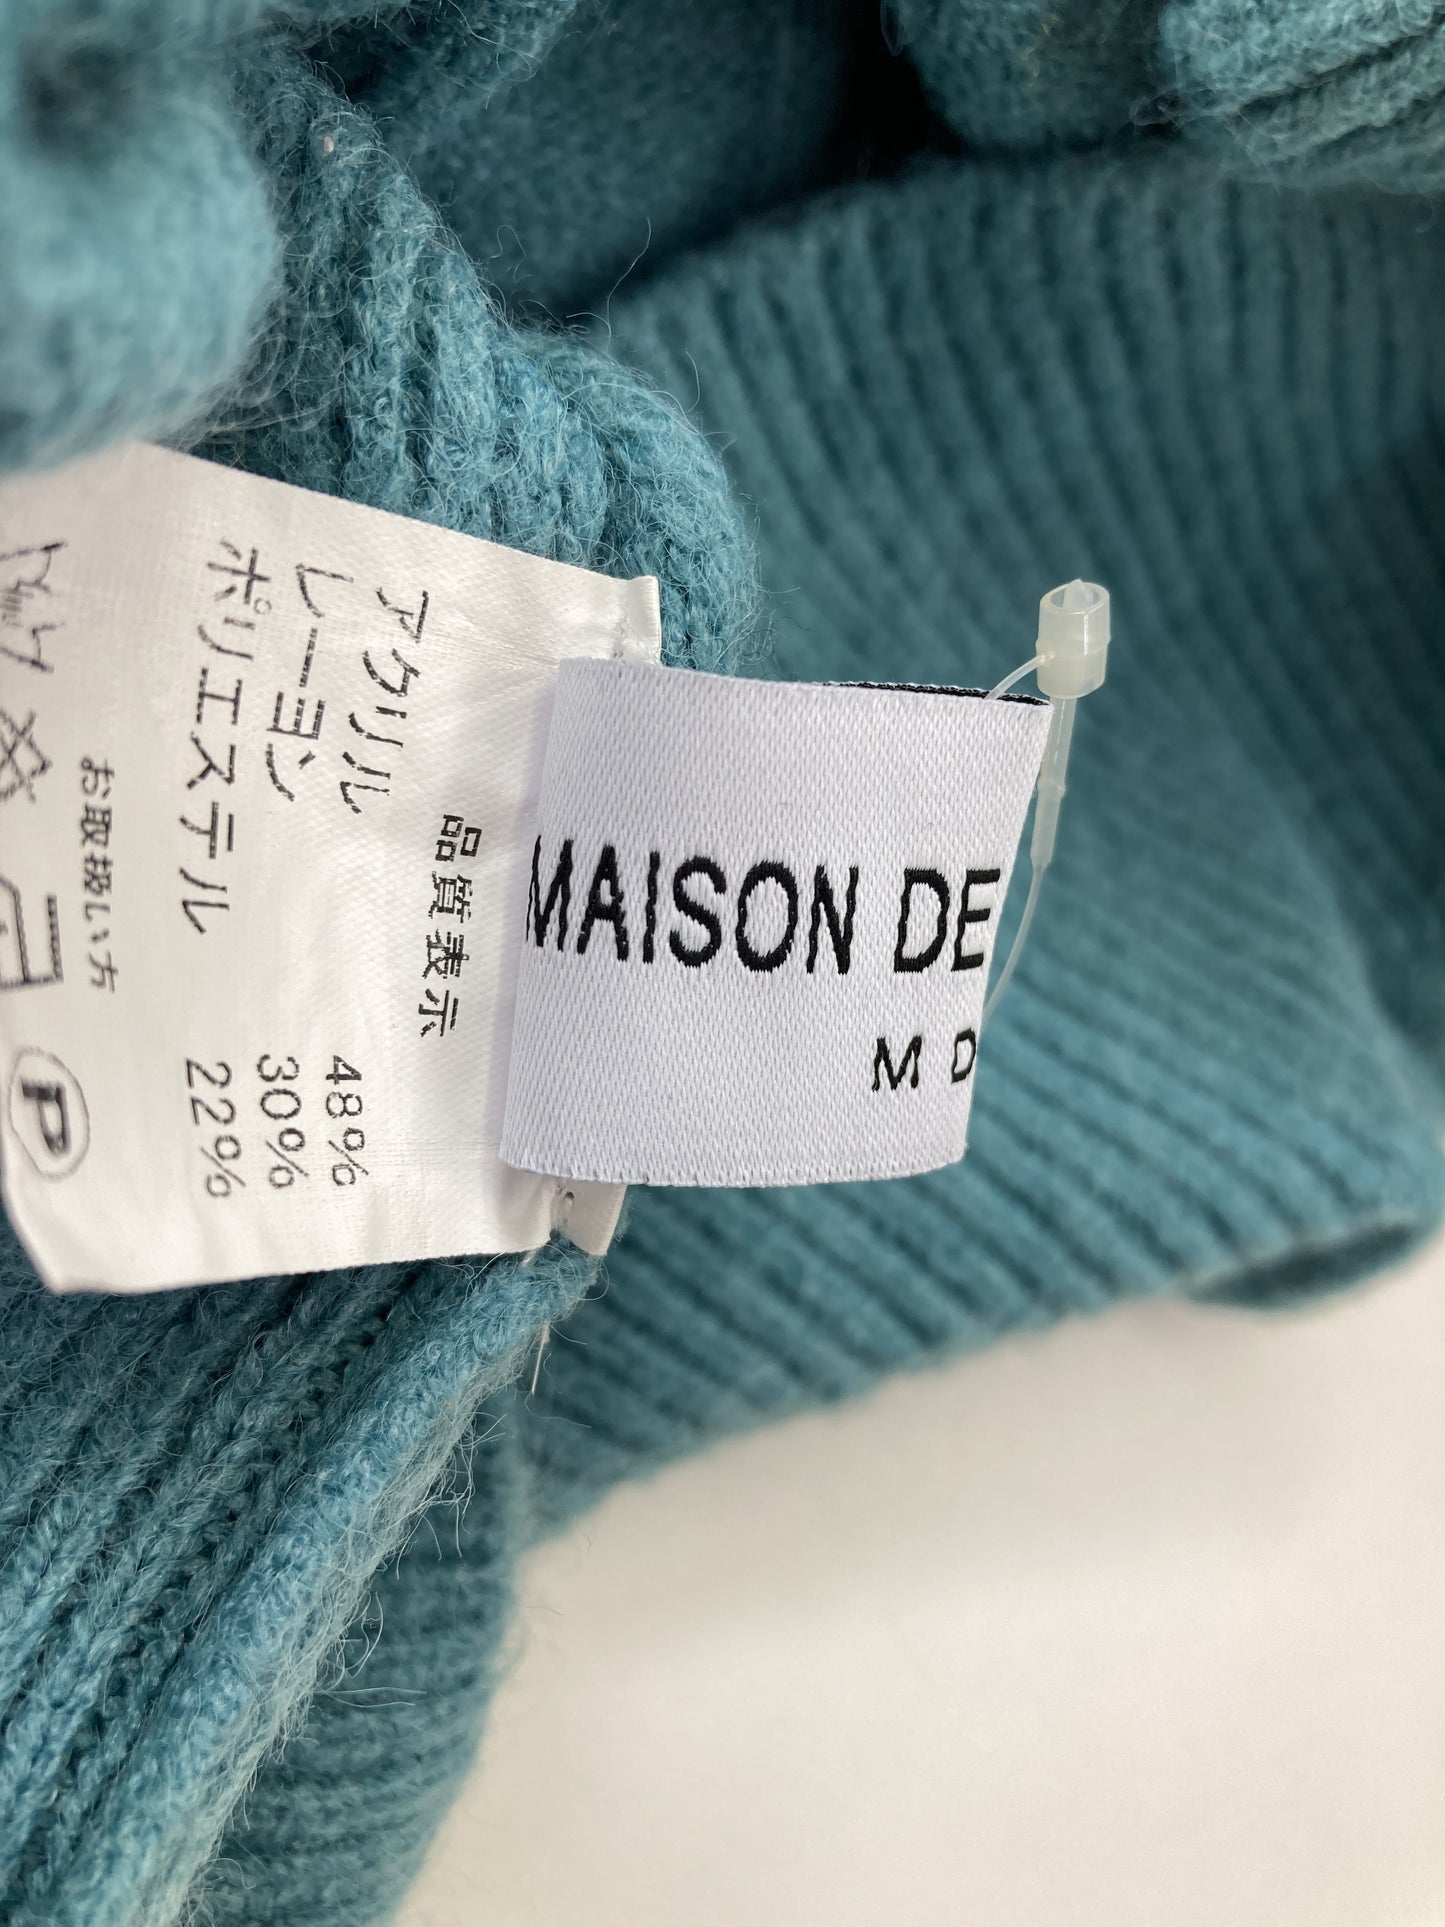 MAISON DE
M D
品質表示
アクリル 48%
レーヨン 30%
ポリエステル 22%
お取扱い方
P